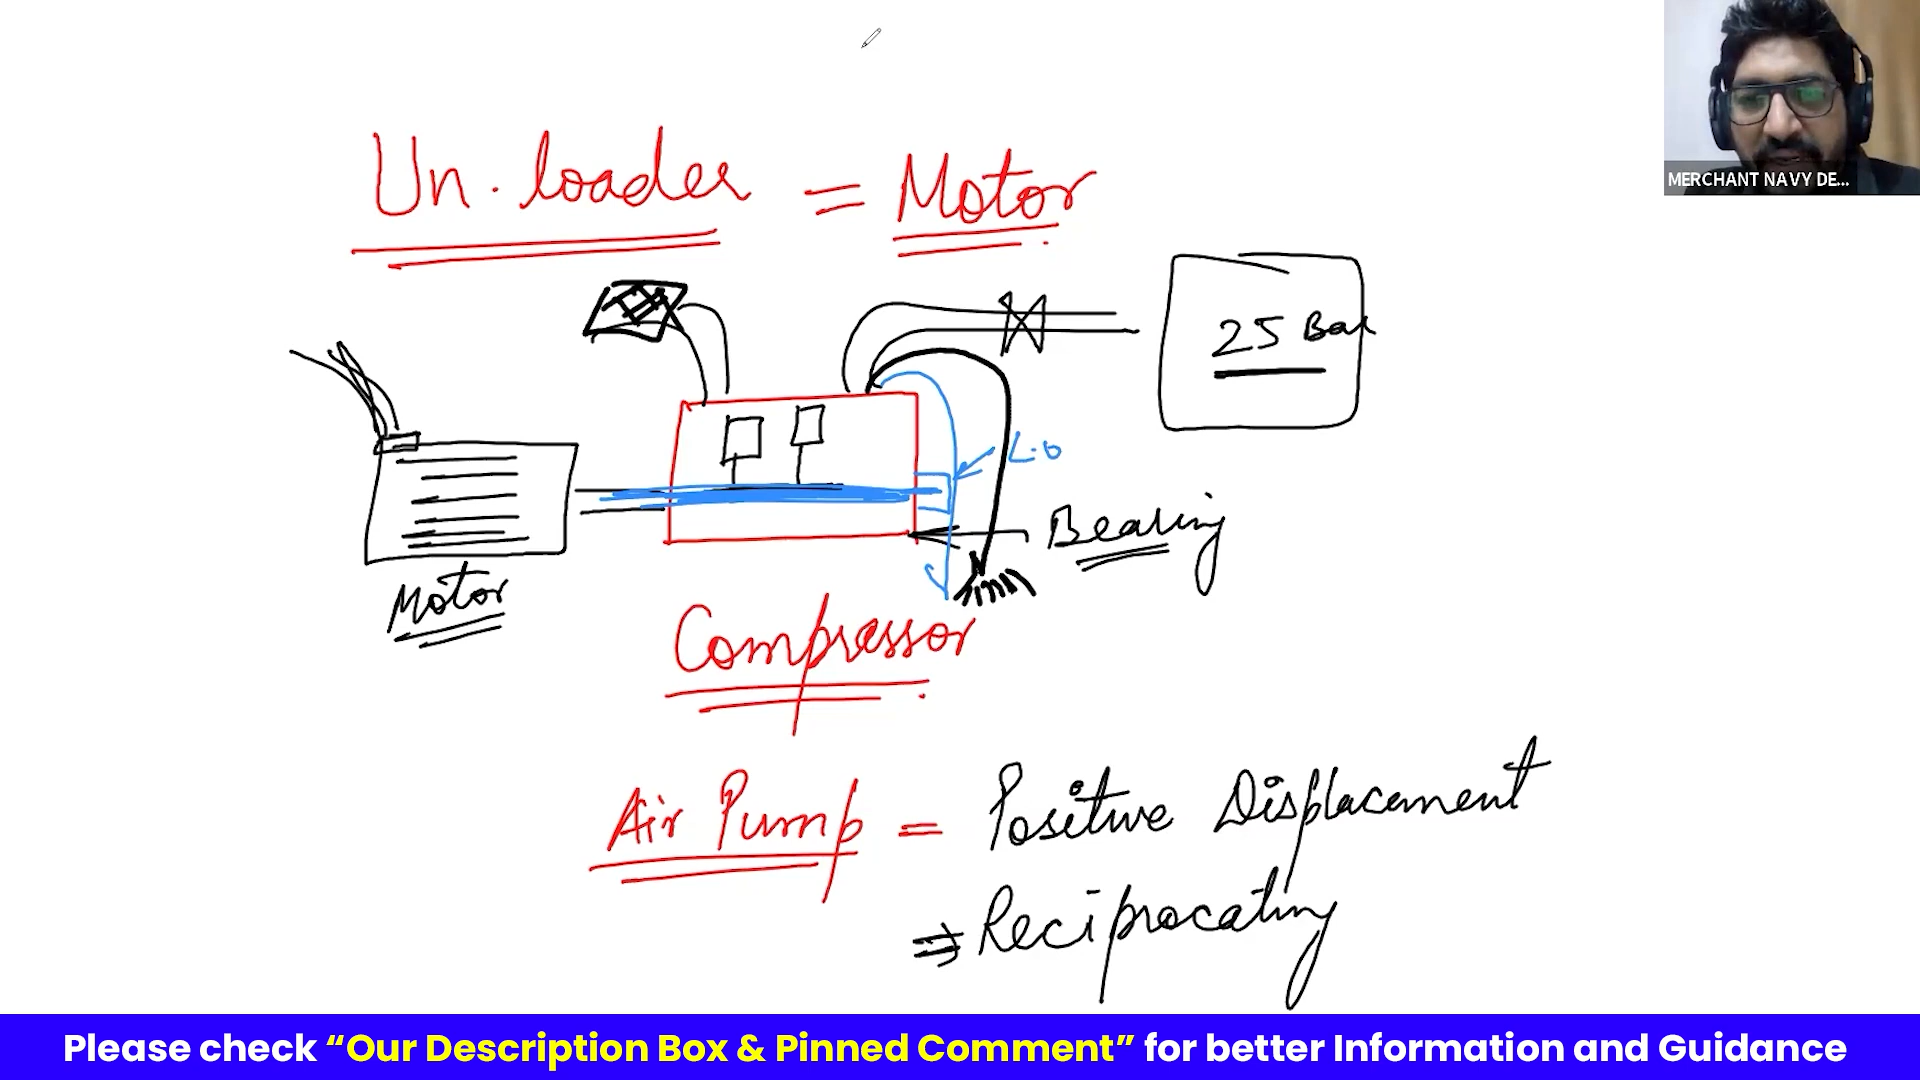 MERCHANT NAVY DE...
Un-loader = Motor
25 Bar
L.o
Bearing
Motor
Compressor
Air Pump = Positive Displacement
⇒ Reciprocating
Please check “Our Description Box & Pinned Comment” for better Information and Guidance